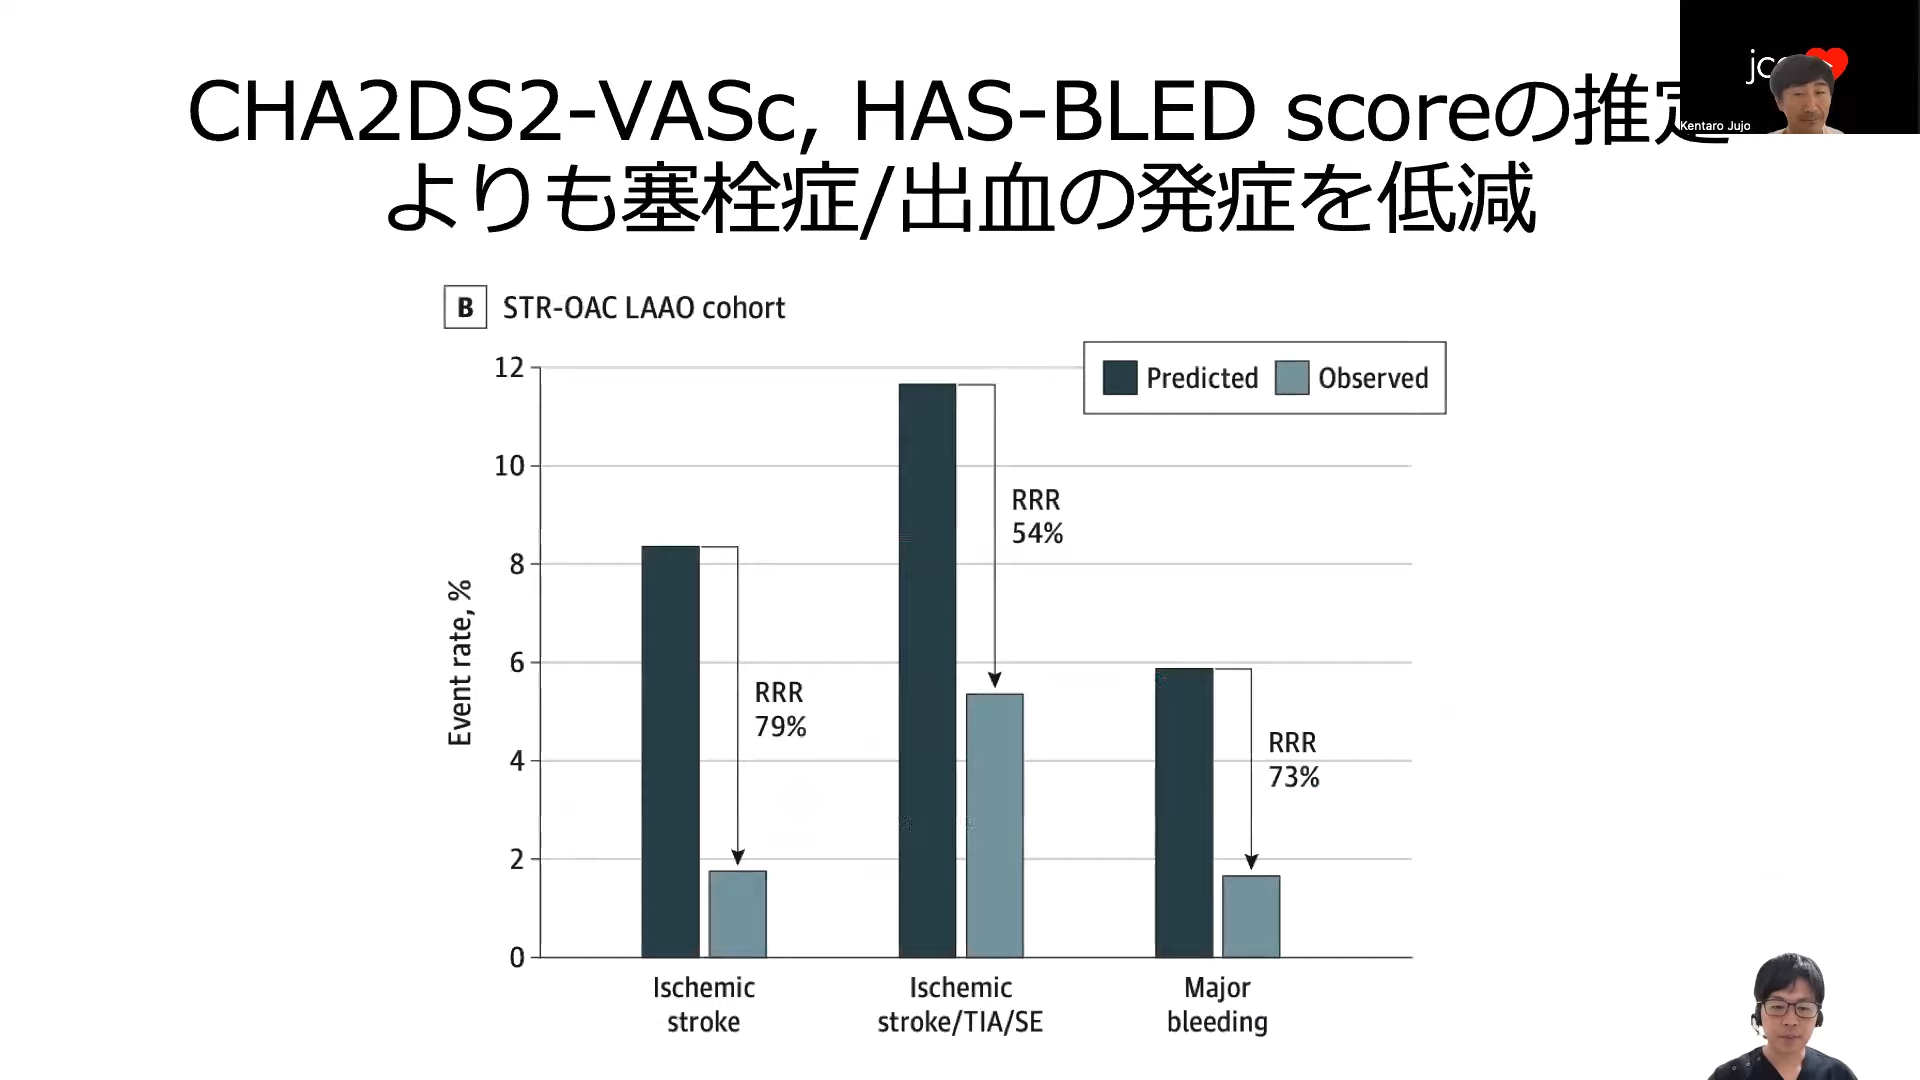 CHA2DS2-VASc, HAS-BLED scoreの推定
よりも塞栓症/出血の発症を低減
Kentaro Jujo
B STR-OAC LAAO cohort
Predicted Observed
Event rate, %
12
10
8
6
4
2
0
RRR
79%
RRR
54%
RRR
73%
Ischemic
stroke
Ischemic
stroke/TIA/SE
Major
bleeding